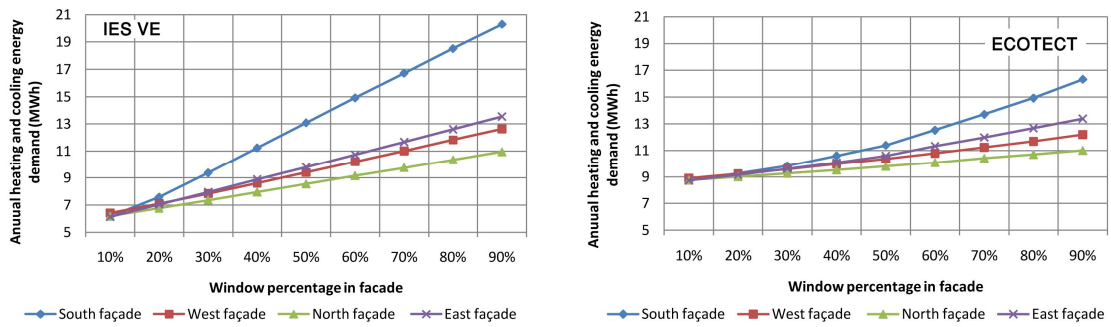 IES VE
Anuual heating and cooling energy
demand (MWh)
21
19
17
15
13
11
9
7
5
10% 20% 30% 40% 50% 60% 70% 80% 90%
Window percentage in facade
South façade West façade North façade East façade
ECOTECT
Anuual heating and cooling energy
demand (MWh)
21
19
17
15
13
11
9
7
5
10% 20% 30% 40% 50% 60% 70% 80% 90%
Window percentage in facade
South façade West façade North façade East façade